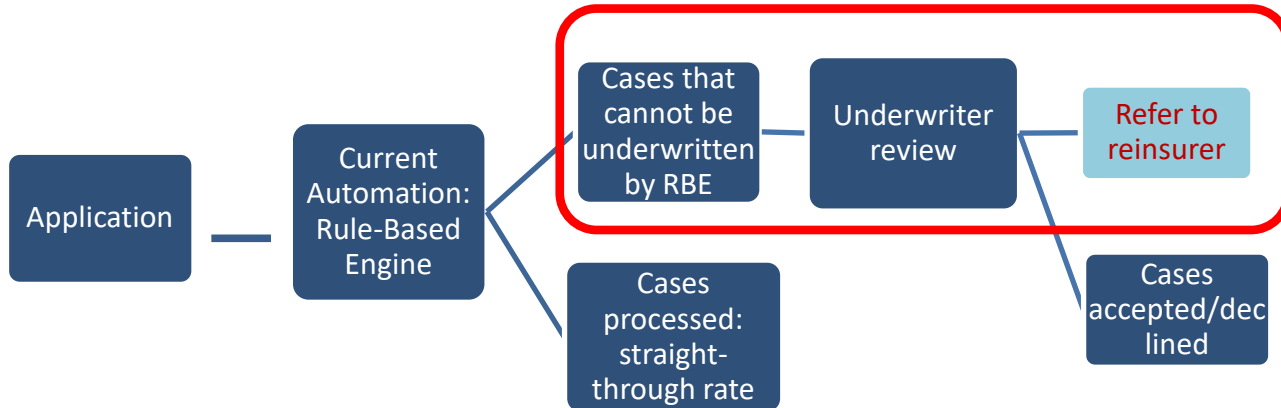 Application
Current
Automation:
Rule-Based
Engine
Cases that
cannot be
underwritten
by RBE
Underwriter
review
Refer to
reinsurer
Cases
processed:
straight-
through rate
Cases
accepted/dec
lined